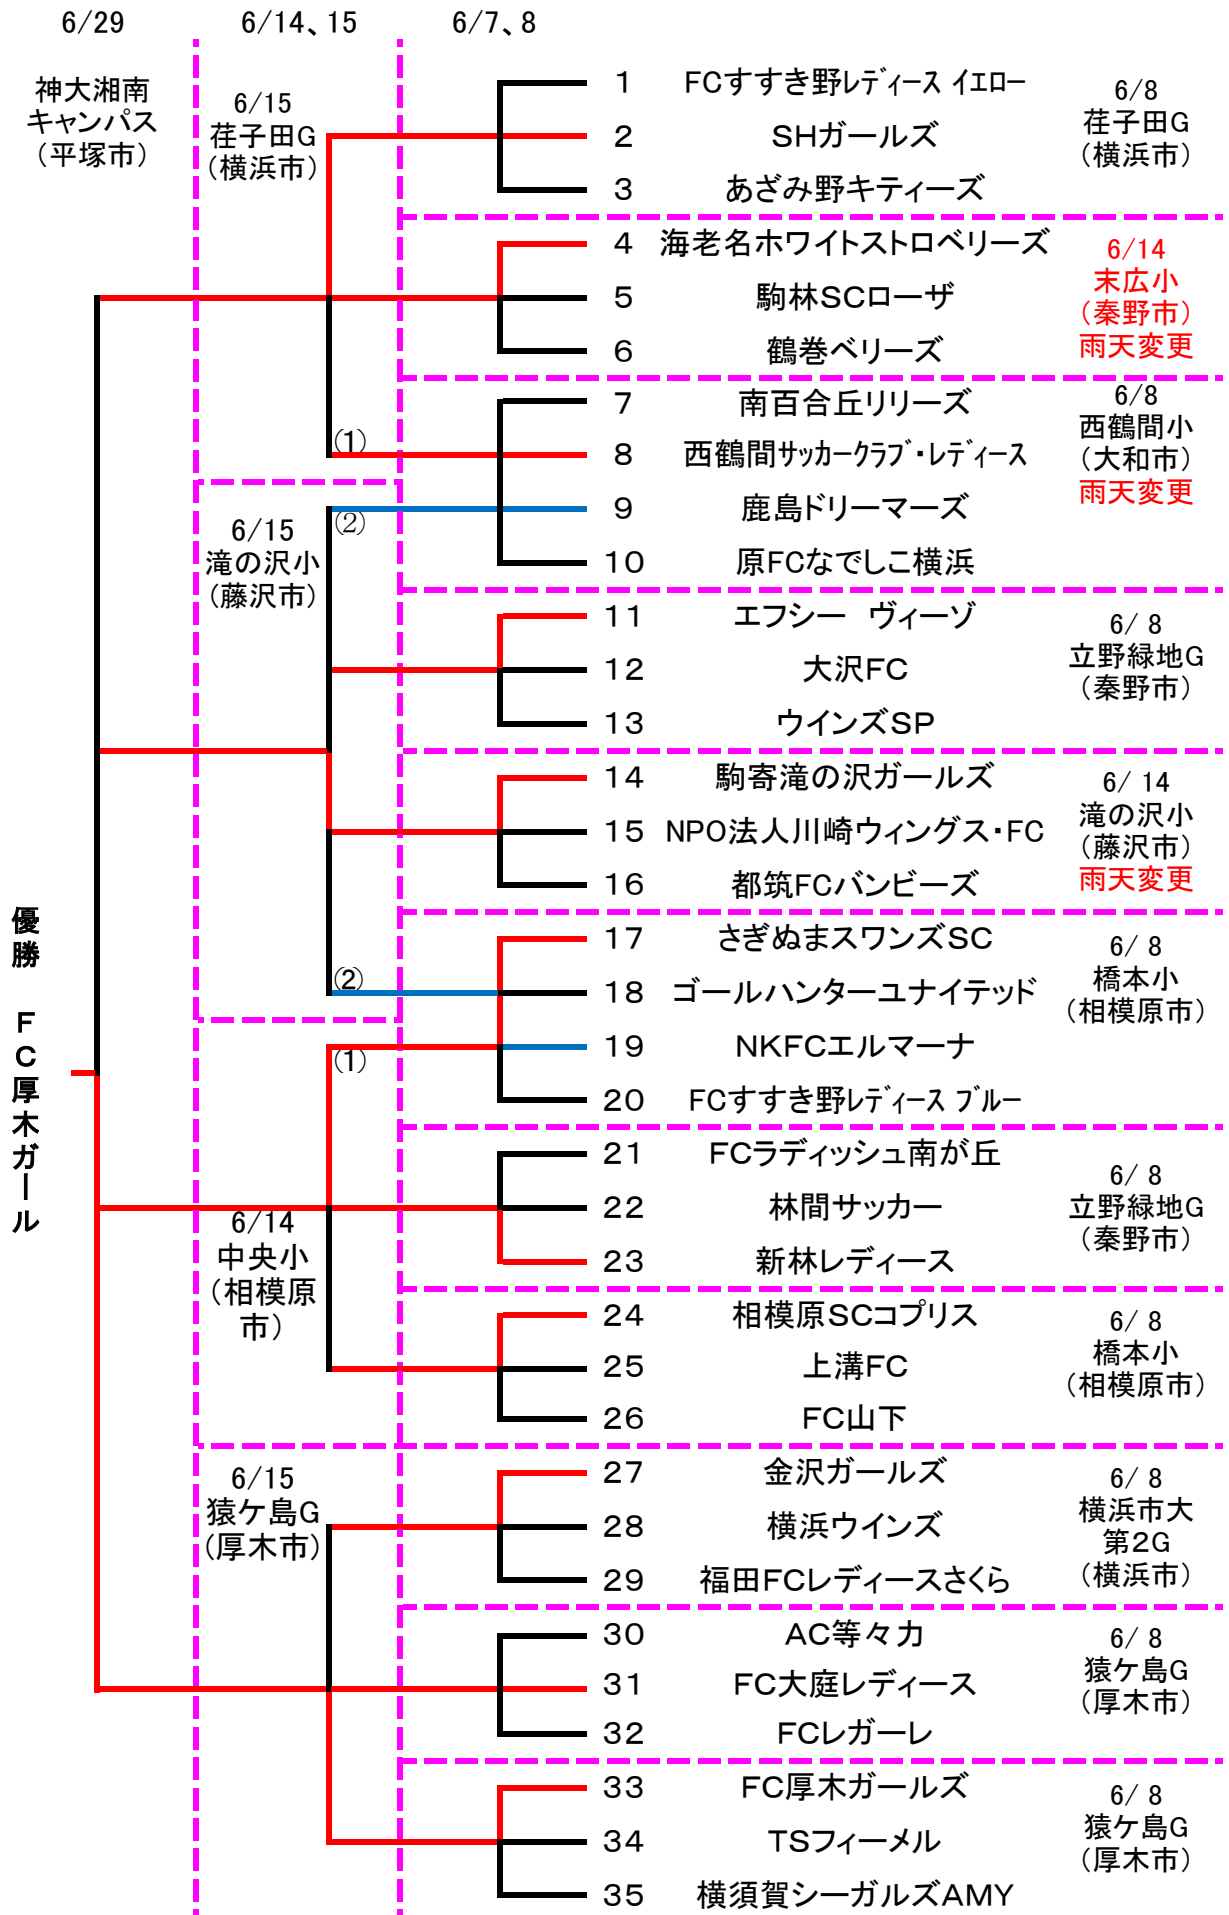 6/29
6/14、15
6/7、8
神大湘南
キャンパス
（平塚市）
6/15
荏子田G
（横浜市）
1 FCすすき野レディース イエロー
2 SHガールズ
3 あざみ野キティーズ
6/8
荏子田G
（横浜市）
4 海老名ホワイトストロベリーズ
5 駒林SCローザ
6 鶴巻ベリーズ
6/14
末広小
（秦野市）
雨天変更
7 南百合丘リリーズ
8 西鶴間サッカークラブ・レディース
9 鹿島ドリーマーズ
10 原FCなでしこ横浜
6/8
西鶴間小
（大和市）
雨天変更
(1)
(2)
6/15
滝の沢小
（藤沢市）
11 エフシー ヴィーゾ
12 大沢FC
13 ウインズSP
6/ 8
立野緑地G
（秦野市）
14 駒寄滝の沢ガールズ
15 NPO法人川崎ウィングス・FC
16 都筑FCバンビーズ
6/ 14
滝の沢小
（藤沢市）
雨天変更
17 さぎぬまスワンズSC
18 ゴールハンターユナイテッド
19 NKFCエルマーナ
20 FCすすき野レディース ブルー
6/ 8
橋本小
（相模原市）
(2)
(1)
優勝 FC厚木ガール
21 FCラディッシュ南が丘
22 林間サッカー
23 新林レディース
6/ 8
立野緑地G
（秦野市）
6/14
中央小
（相模原
市）
24 相模原SCコプリス
25 上溝FC
26 FC山下
6/ 8
橋本小
（相模原市）
6/15
猿ケ島G
（厚木市）
27 金沢ガールズ
28 横浜ウインズ
29 福田FCレディースさくら
6/ 8
横浜市大
第2G
（横浜市）
30 AC等々力
31 FC大庭レディース
32 FCレガーレ
6/ 8
猿ケ島G
（厚木市）
33 FC厚木ガールズ
34 TSフィーメル
35 横須賀シーガルズAMY
6/ 8
猿ケ島G
（厚木市）